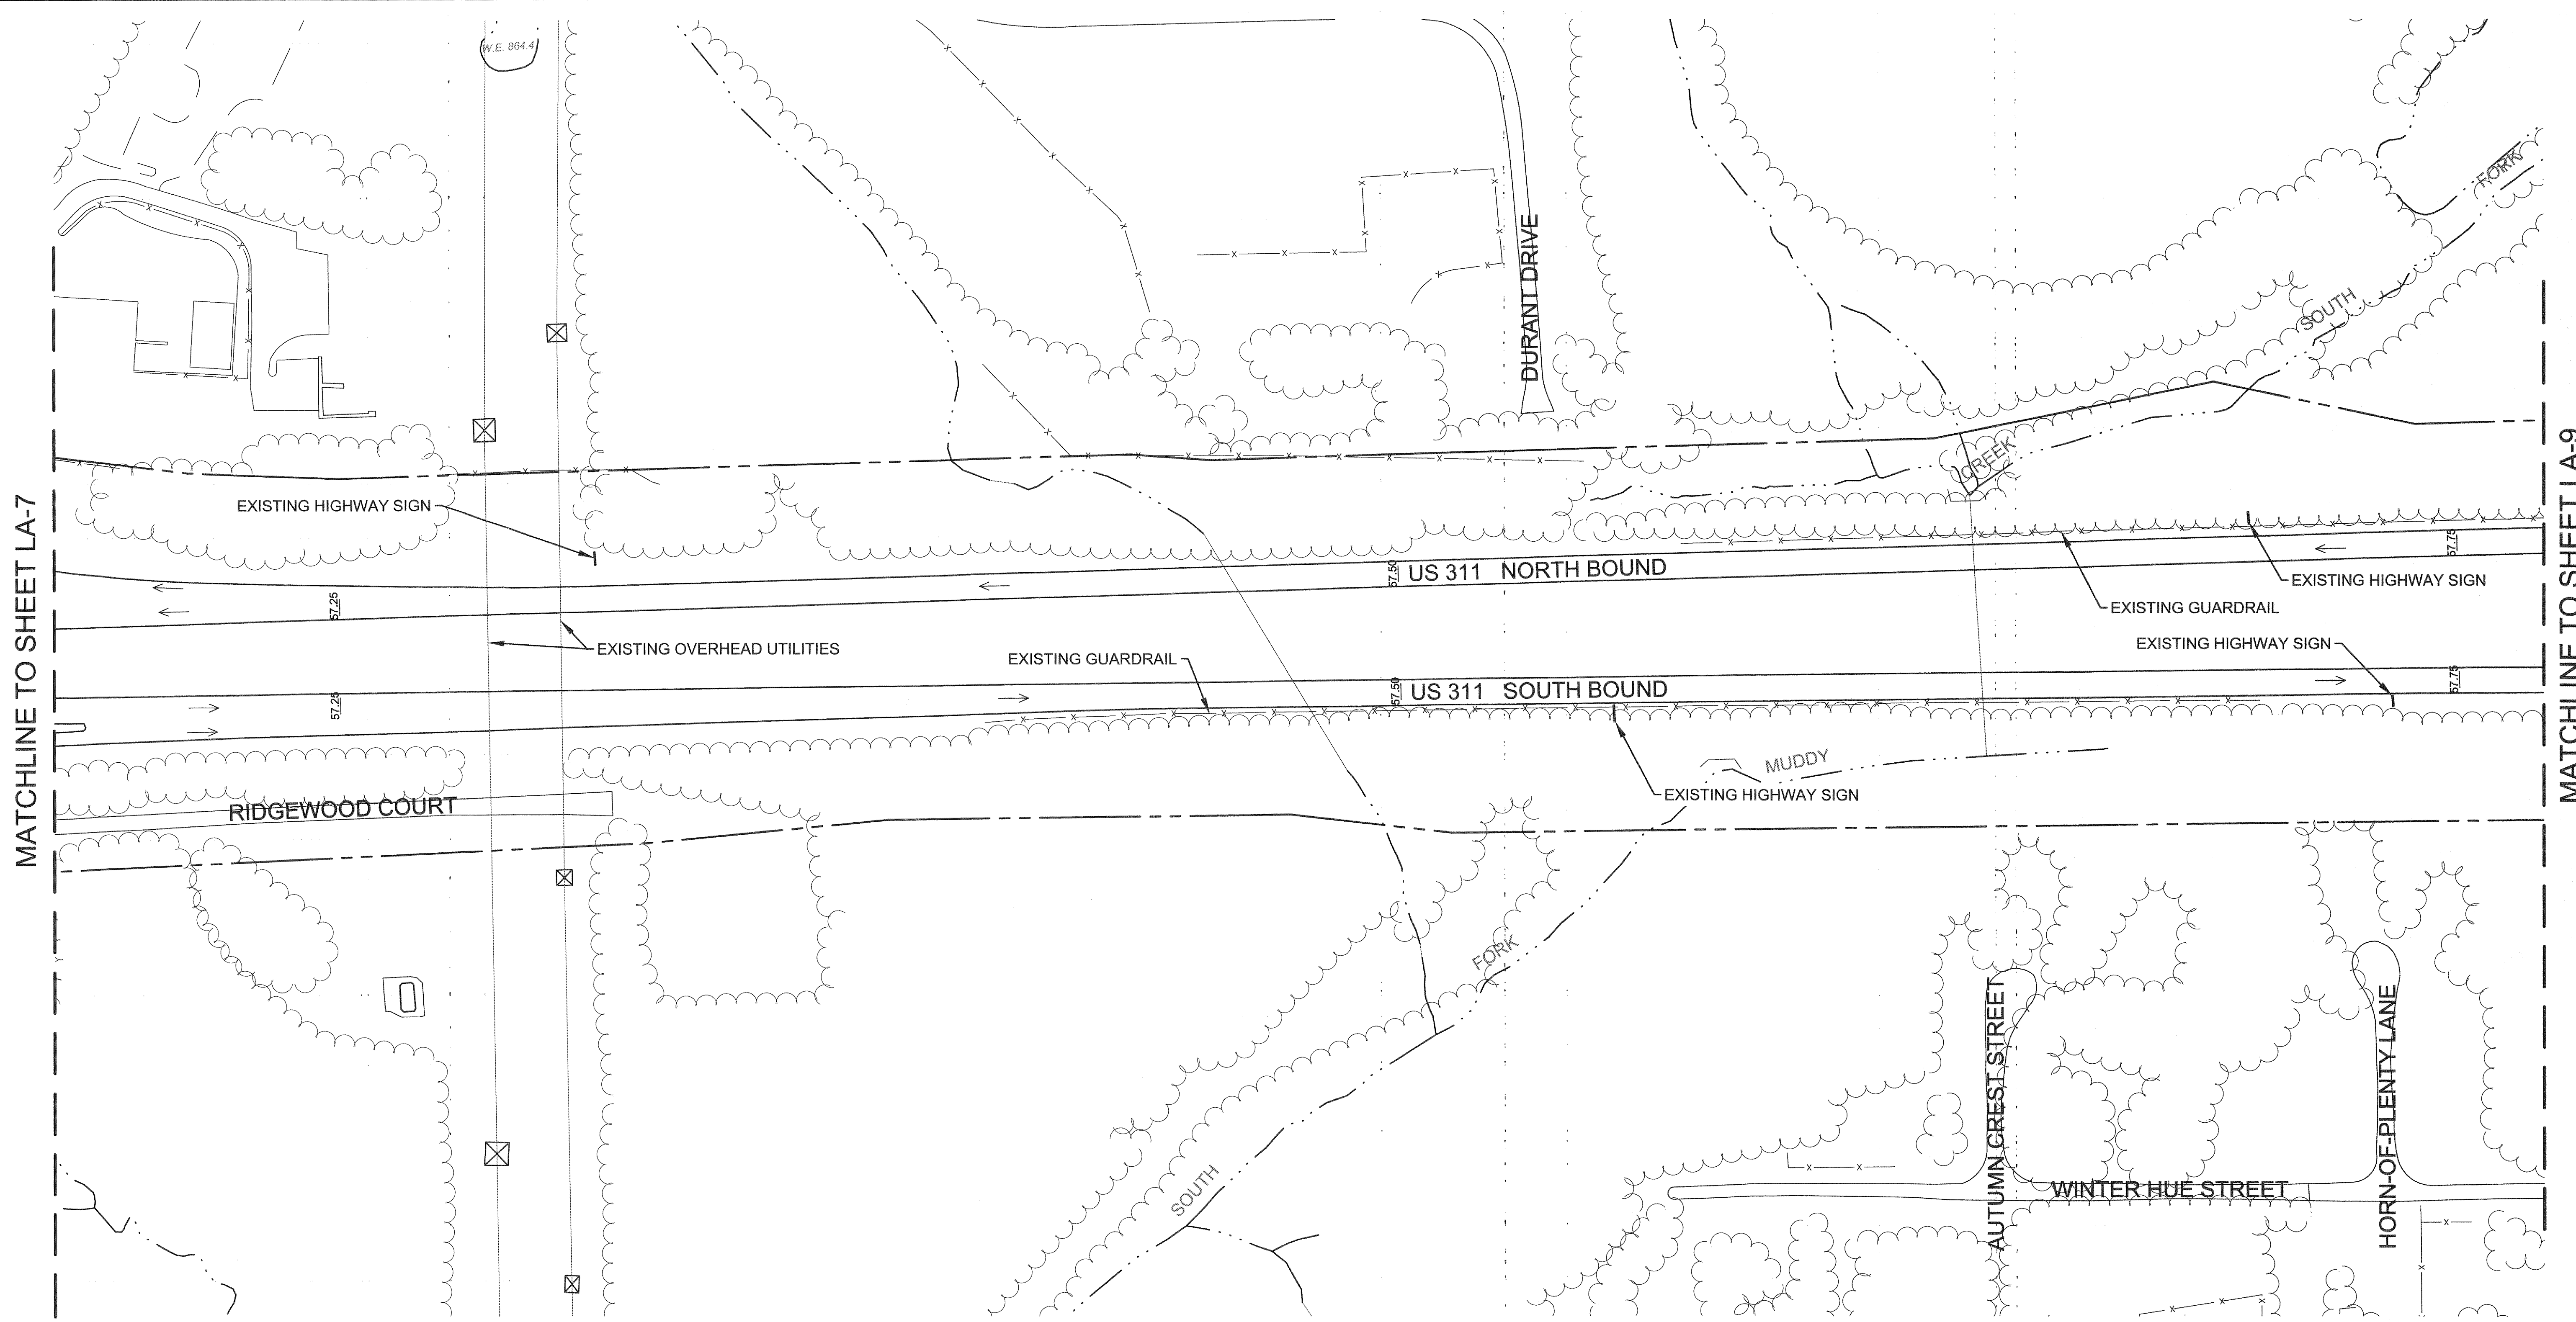 W.E. 864.4
FORK
SOUTH
DURANT DRIVE
CREEK
EXISTING HIGHWAY SIGN
MATCHLINE TO SHEET LA-7
MATCHLINE TO SHEET LA-9
57.75
57.50
US 311 NORTH BOUND
EXISTING HIGHWAY SIGN
57.25
EXISTING GUARDRAIL
EXISTING OVERHEAD UTILITIES
EXISTING HIGHWAY SIGN
EXISTING GUARDRAIL
57.75
57.50
US 311 SOUTH BOUND
57.25
MUDDY
EXISTING HIGHWAY SIGN
RIDGEWOOD COURT
FORK
SOUTH
AUTUMN CREST STREET
HORN-OF-PLENTY LANE
WINTER HUE STREET